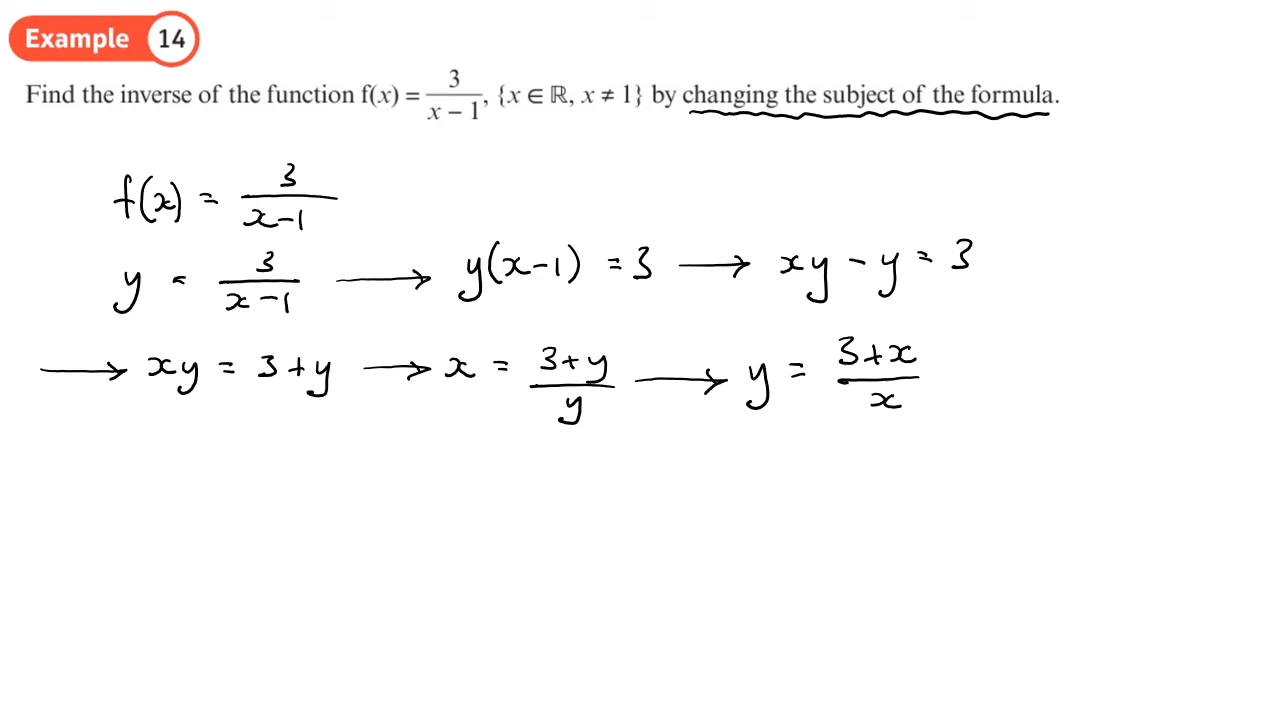 Example 14
Find the inverse of the function f(x) = 3/(x − 1), {x ∈ ℝ, x ≠ 1} by changing the subject of the formula.
f(x) = 3/(x−1)
y = 3/(x−1) ⟶ y(x−1) = 3 ⟶ xy − y = 3
⟶ xy = 3+y ⟶ x = (3+y)/y ⟶ y = (3+x)/x